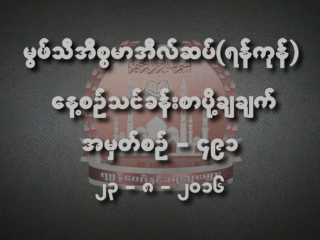 မွပ်သီအိစွမာအီလ်ဆပ်(ရန်ကုန်)
နေ့စဉ်သင်ခန်းစာပို့ချချက်
အမှတ်စဉ် - ၄၉၁
၂၃ - ၈ - ၂၀၁၆